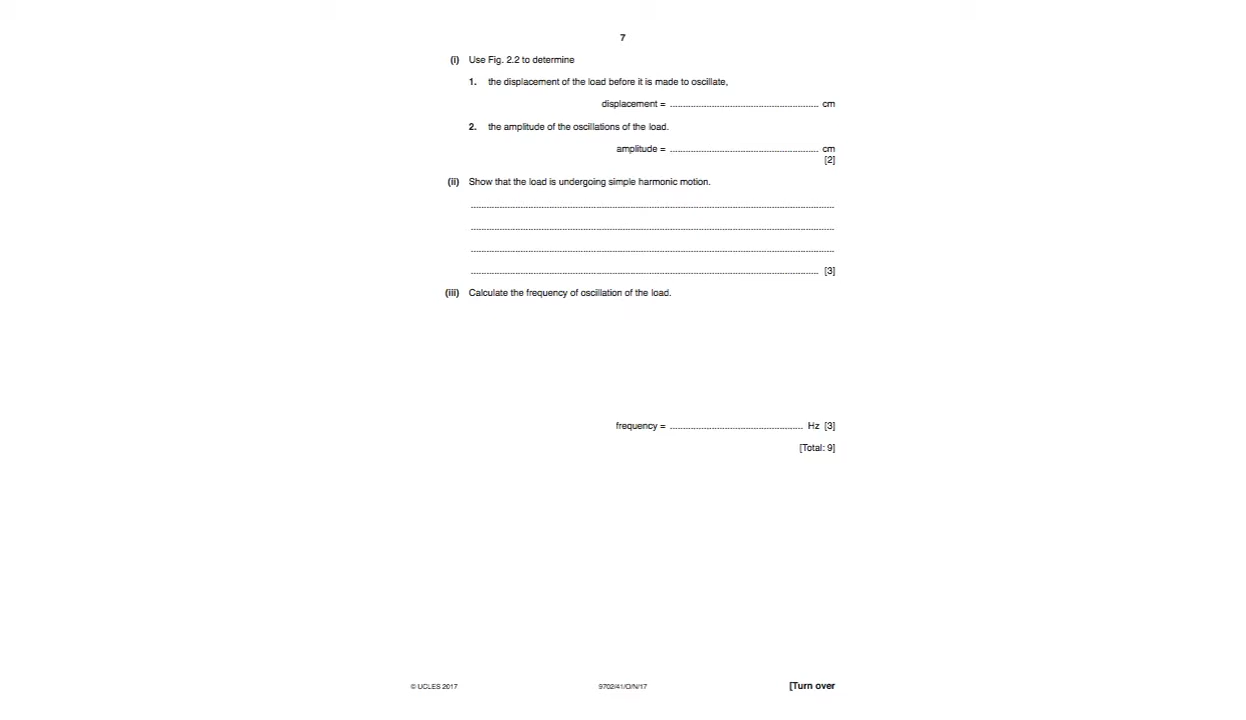 7
(i) Use Fig. 2.2 to determine
1. the displacement of the load before it is made to oscillate,
displacement = ......................................................... cm
2. the amplitude of the oscillations of the load.
amplitude = ......................................................... cm
[2]
(ii) Show that the load is undergoing simple harmonic motion.
...........................................................................................................................................
...........................................................................................................................................
...........................................................................................................................................
..................................................................................................................................... [3]
(iii) Calculate the frequency of oscillation of the load.
frequency = ................................................... Hz [3]
[Total: 9]
© UCLES 2017 9702/41/O/N/17 [Turn over